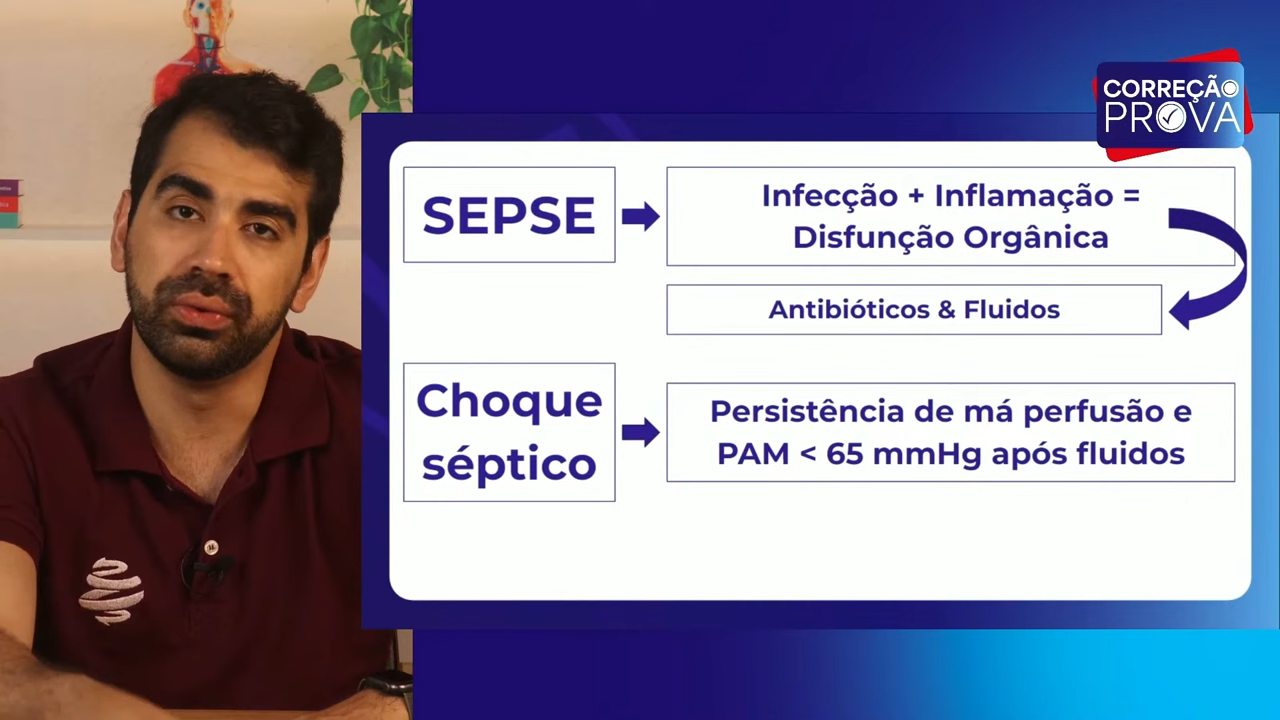 CORREÇÃO
PROVA
SEPSE
Infecção + Inflamação =
Disfunção Orgânica
Antibióticos & Fluidos
Choque
séptico
Persistência de má perfusão e
PAM < 65 mmHg após fluidos